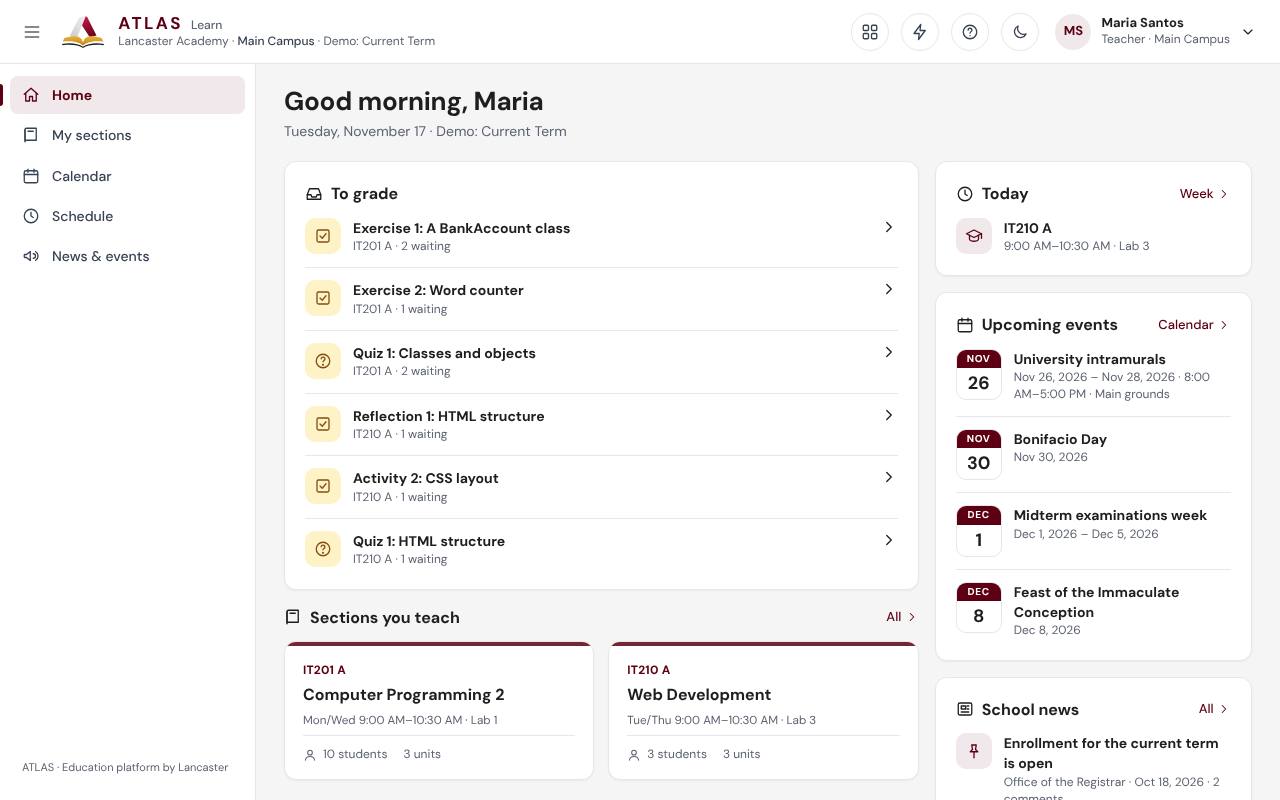 ATLAS Learn
Lancaster Academy · Main Campus · Demo: Current Term
MS
Maria Santos
Teacher · Main Campus
Home
My sections
Calendar
Schedule
News & events
ATLAS · Education platform by Lancaster
Good morning, Maria
Tuesday, November 17 · Demo: Current Term
To grade
Exercise 1: A BankAccount class
IT201 A · 2 waiting
Exercise 2: Word counter
IT201 A · 1 waiting
Quiz 1: Classes and objects
IT201 A · 2 waiting
Reflection 1: HTML structure
IT210 A · 1 waiting
Activity 2: CSS layout
IT210 A · 1 waiting
Quiz 1: HTML structure
IT210 A · 1 waiting
Sections you teach
All
IT201 A
Computer Programming 2
Mon/Wed 9:00 AM–10:30 AM · Lab 1
10 students 3 units
IT210 A
Web Development
Tue/Thu 9:00 AM–10:30 AM · Lab 3
3 students 3 units
Today
Week
IT210 A
9:00 AM–10:30 AM · Lab 3
Upcoming events
Calendar
NOV
26
University intramurals
Nov 26, 2026 – Nov 28, 2026 · 8:00
AM–5:00 PM · Main grounds
NOV
30
Bonifacio Day
Nov 30, 2026
DEC
1
Midterm examinations week
Dec 1, 2026 – Dec 5, 2026
DEC
8
Feast of the Immaculate
Conception
Dec 8, 2026
School news
All
Enrollment for the current term
is open
Office of the Registrar · Oct 18, 2026 · 2
comments